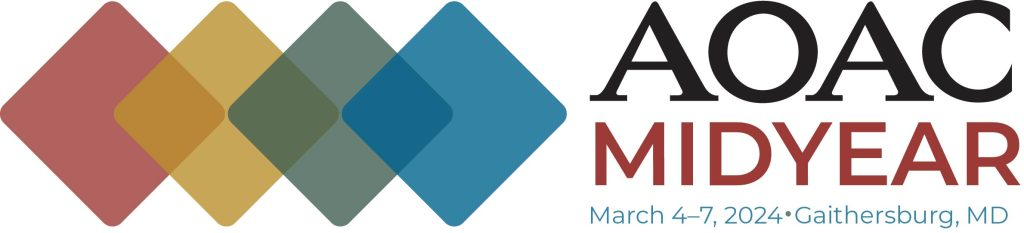 AOAC
MIDYEAR
March 4–7, 2024•Gaithersburg, MD